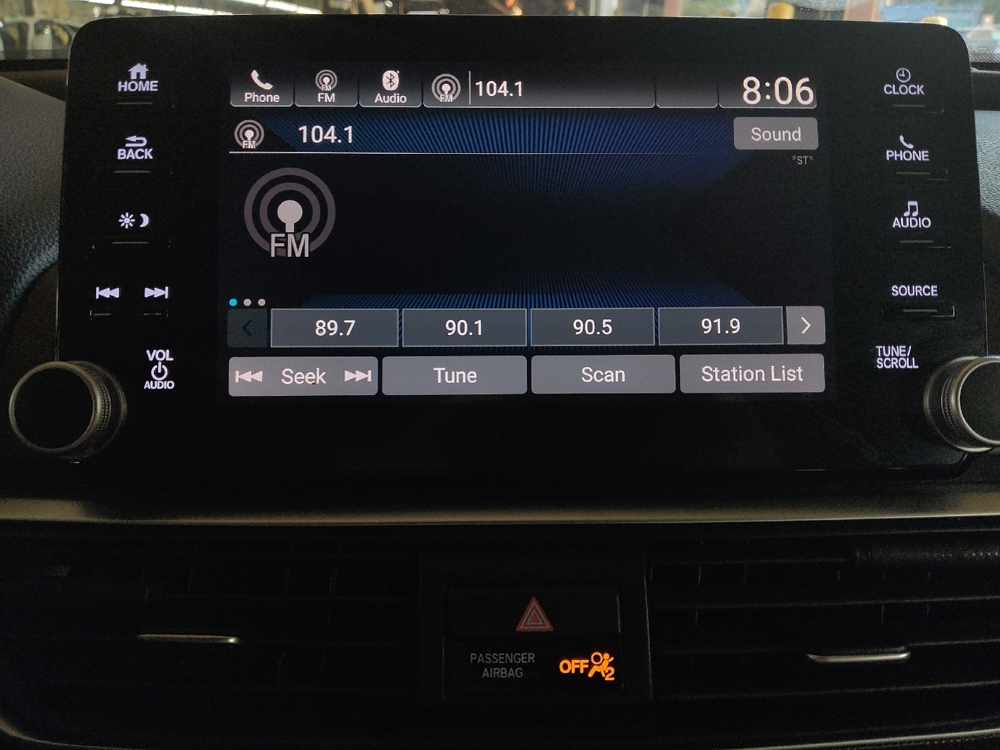 HOME
Phone
FM
Audio
FM
104.1
8:06
CLOCK
FM
104.1
Sound
BACK
PHONE
"ST"
FM
AUDIO
SOURCE
89.7
90.1
90.5
91.9
VOL
AUDIO
Seek
Tune
Scan
Station List
TUNE/
SCROLL
PASSENGER
AIRBAG
OFF
2